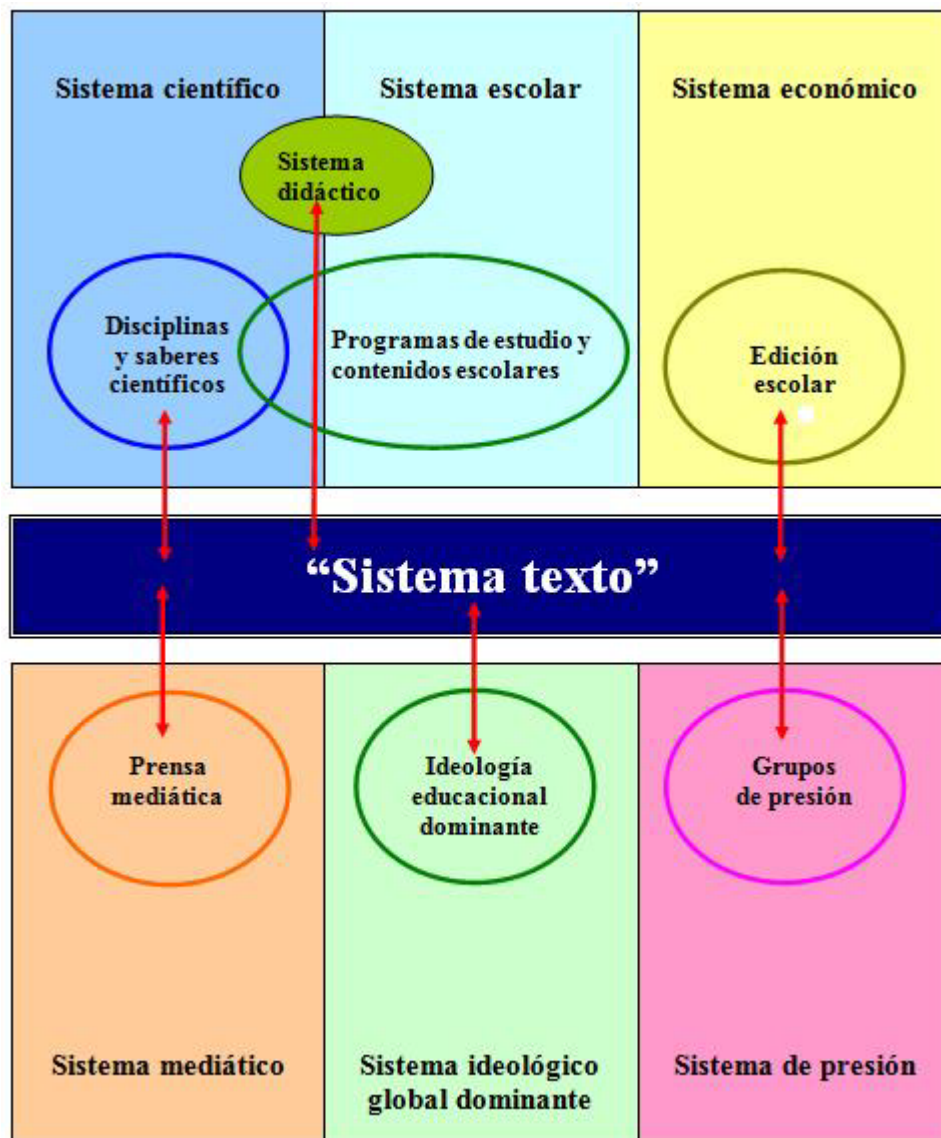 Sistema científico
Sistema escolar
Sistema económico
Sistema
didáctico
Disciplinas
y saberes
científicos
Programas de estudio y
contenidos escolares
Edición
escolar
“Sistema texto”
Prensa
mediática
Ideología
educacional
dominante
Grupos
de presión
Sistema mediático
Sistema ideológico
global dominante
Sistema de presión